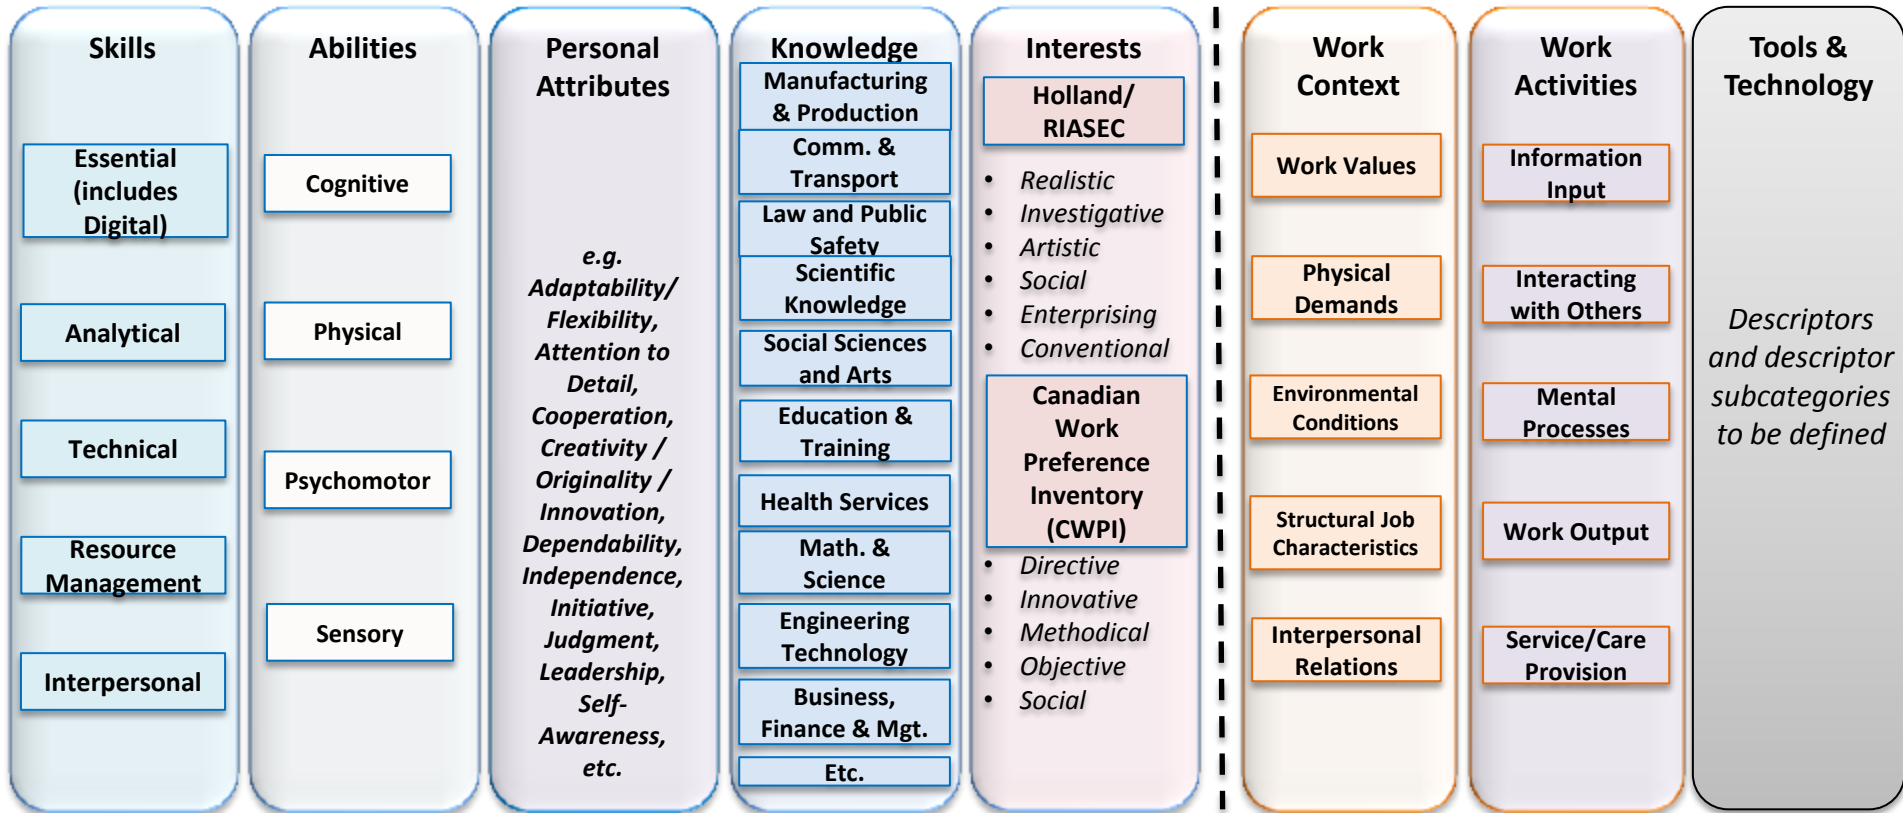 Skills
Essential
(includes
Digital)
Analytical
Technical
Resource
Management
Interpersonal
Abilities
Cognitive
Physical
Psychomotor
Sensory
Personal
Attributes
e.g.
Adaptability/
Flexibility,
Attention to
Detail,
Cooperation,
Creativity /
Originality /
Innovation,
Dependability,
Independence,
Initiative,
Judgment,
Leadership,
Self-
Awareness,
etc.
Knowledge
Manufacturing
& Production
Comm. &
Transport
Law and Public
Safety
Scientific
Knowledge
Social Sciences
and Arts
Education &
Training
Health Services
Math. &
Science
Engineering
Technology
Business,
Finance & Mgt.
Etc.
Interests
Holland/
RIASEC
• Realistic
• Investigative
• Artistic
• Social
• Enterprising
• Conventional
Canadian
Work
Preference
Inventory
(CWPI)
• Directive
• Innovative
• Methodical
• Objective
• Social
Work
Context
Work Values
Physical
Demands
Environmental
Conditions
Structural Job
Characteristics
Interpersonal
Relations
Work
Activities
Information
Input
Interacting
with Others
Mental
Processes
Work Output
Service/Care
Provision
Tools &
Technology
Descriptors
and descriptor
subcategories
to be defined